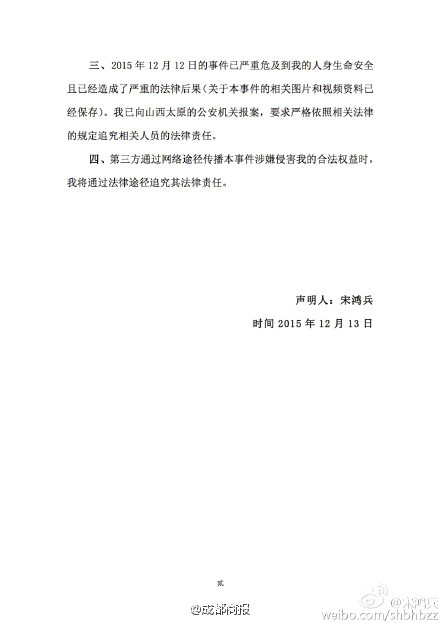 三、2015 年 12 月 12 日的事件已严重危及到我的人身生命安全
且已经造成了严重的法律后果（关于本事件的相关图片和视频资料已
经保存）。我已向山西太原的公安机关报案，要求严格依照相关法律
的规定追究相关人员的法律责任。
四、第三方通过网络途径传播本事件涉嫌侵害我的合法权益时，
我将通过法律途径追究其法律责任。
声明人：宋鸿兵
时间 2015 年 12 月 13 日
贰
@成都商报
@宋鸿兵
weibo.com/shbhbzz